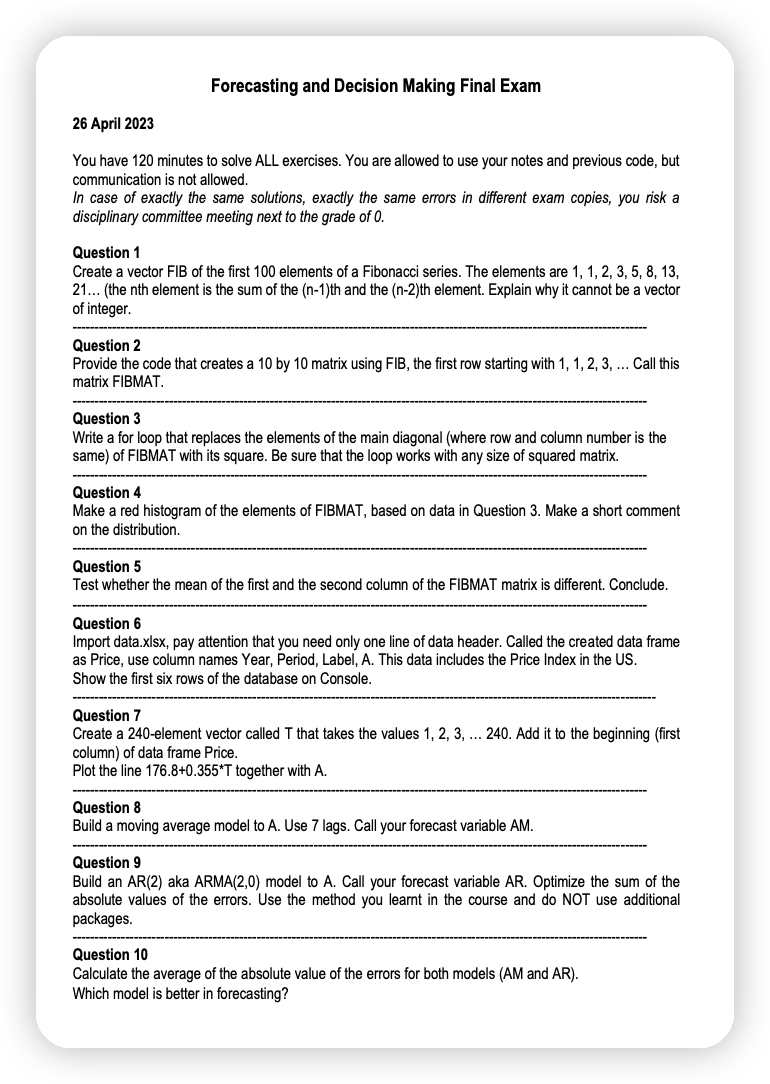 Forecasting and Decision Making Final Exam
26 April 2023
You have 120 minutes to solve ALL exercises. You are allowed to use your notes and previous code, but
communication is not allowed.
In case of exactly the same solutions, exactly the same errors in different exam copies, you risk a
disciplinary committee meeting next to the grade of 0.
Question 1
Create a vector FIB of the first 100 elements of a Fibonacci series. The elements are 1, 1, 2, 3, 5, 8, 13,
21… (the nth element is the sum of the (n-1)th and the (n-2)th element. Explain why it cannot be a vector
of integer.
--------------------------------------------------------------------------------------------------------------------------------
Question 2
Provide the code that creates a 10 by 10 matrix using FIB, the first row starting with 1, 1, 2, 3, … Call this
matrix FIBMAT.
--------------------------------------------------------------------------------------------------------------------------------
Question 3
Write a for loop that replaces the elements of the main diagonal (where row and column number is the
same) of FIBMAT with its square. Be sure that the loop works with any size of squared matrix.
--------------------------------------------------------------------------------------------------------------------------------
Question 4
Make a red histogram of the elements of FIBMAT, based on data in Question 3. Make a short comment
on the distribution.
--------------------------------------------------------------------------------------------------------------------------------
Question 5
Test whether the mean of the first and the second column of the FIBMAT matrix is different. Conclude.
--------------------------------------------------------------------------------------------------------------------------------
Question 6
Import data.xlsx, pay attention that you need only one line of data header. Called the created data frame
as Price, use column names Year, Period, Label, A. This data includes the Price Index in the US.
Show the first six rows of the database on Console.
----------------------------------------------------------------------------------------------------------------------------------
Question 7
Create a 240-element vector called T that takes the values 1, 2, 3, … 240. Add it to the beginning (first
column) of data frame Price.
Plot the line 176.8+0.355*T together with A.
--------------------------------------------------------------------------------------------------------------------------------
Question 8
Build a moving average model to A. Use 7 lags. Call your forecast variable AM.
--------------------------------------------------------------------------------------------------------------------------------
Question 9
Build an AR(2) aka ARMA(2,0) model to A. Call your forecast variable AR. Optimize the sum of the
absolute values of the errors. Use the method you learnt in the course and do NOT use additional
packages.
--------------------------------------------------------------------------------------------------------------------------------
Question 10
Calculate the average of the absolute value of the errors for both models (AM and AR).
Which model is better in forecasting?